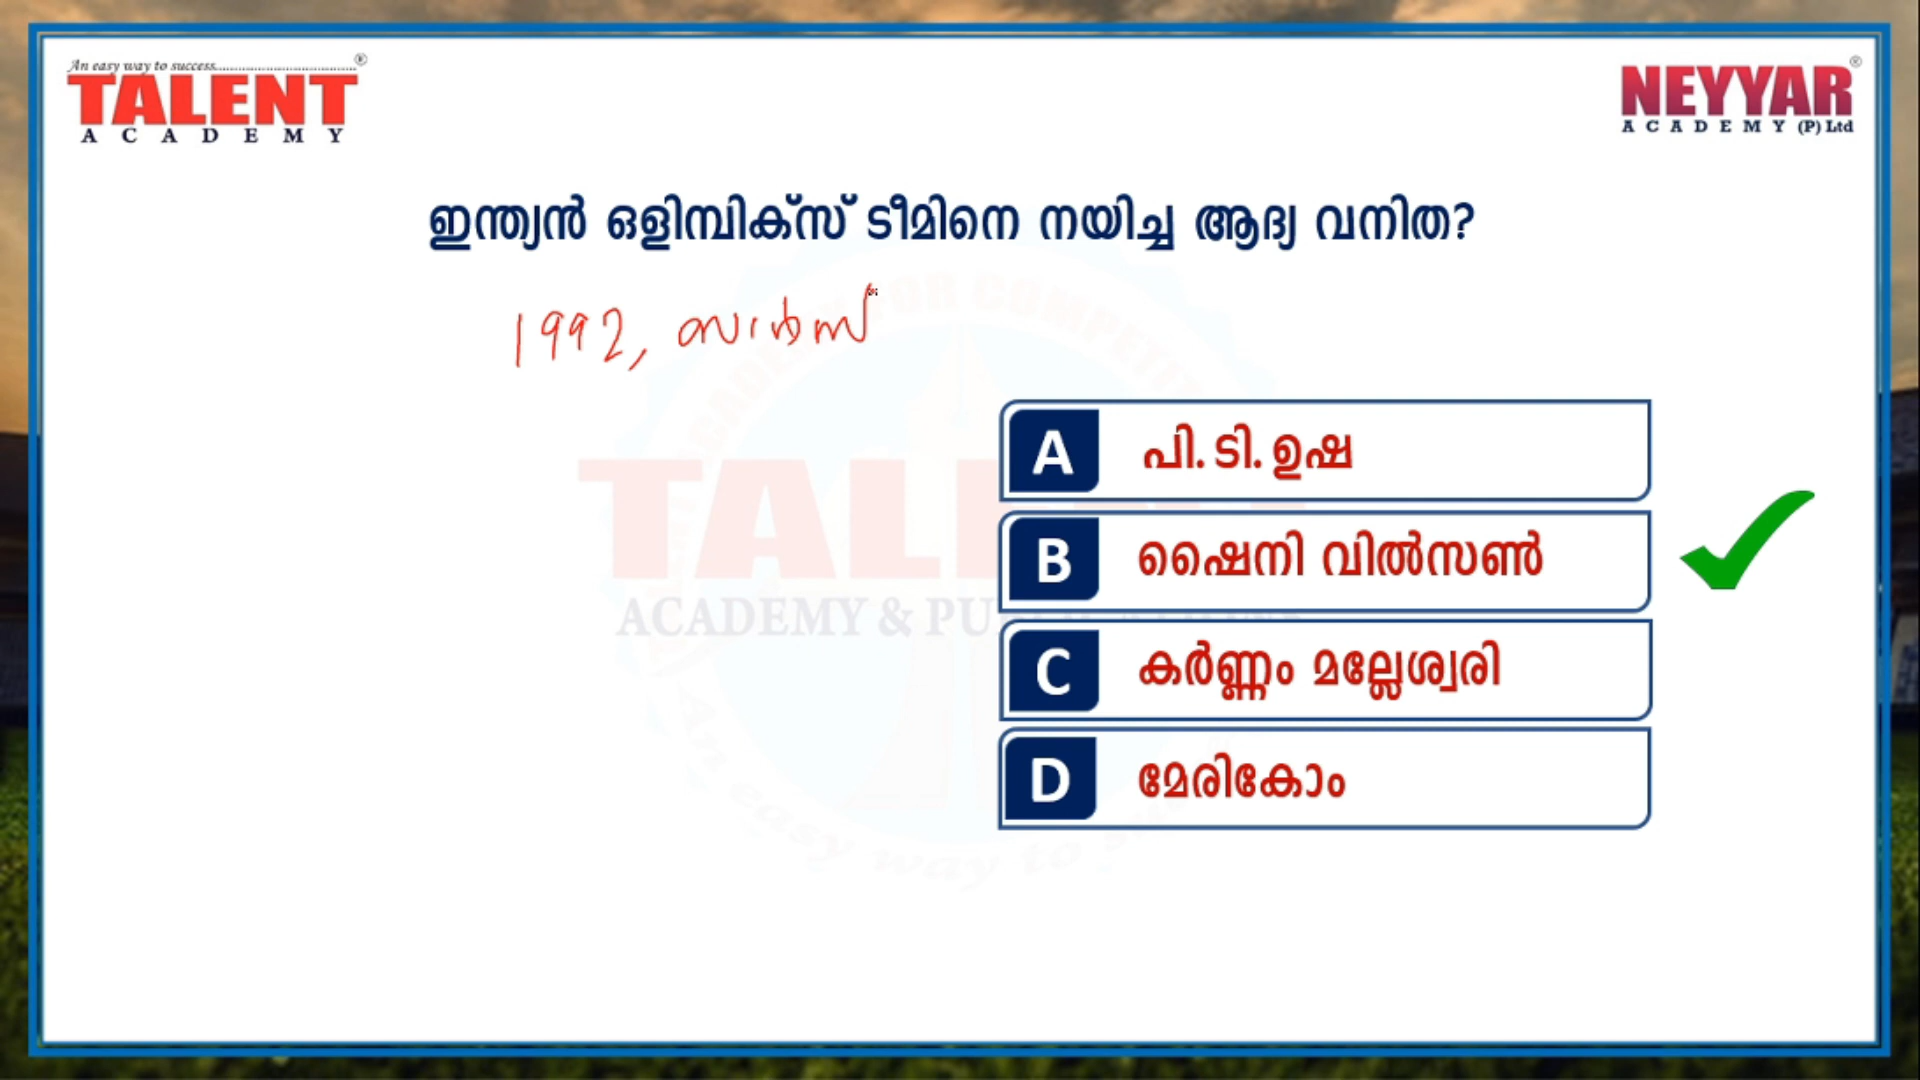 An easy way to success
TALENT
ACADEMY
NEYYAR
ACADEMY (P) Ltd
ഇന്ത്യൻ ഒളിമ്പിക്സ് ടീമിനെ നയിച്ച ആദ്യ വനിത?
1992,
A പി. ടി. ഉഷ
B ഷൈനി വിൽസൺ
C കർണ്ണം മല്ലേശ്വരി
D മേരികോം